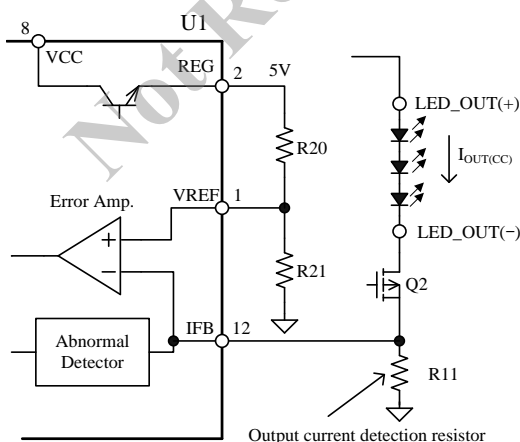 U1
8
VCC
REG
2
5V
R20
LED_OUT(+)
I_OUT(CC)
Error Amp.
VREF
1
+
−
R21
LED_OUT(−)
Q2
Abnormal
Detector
IFB
12
R11
Output current detection resistor
Not R